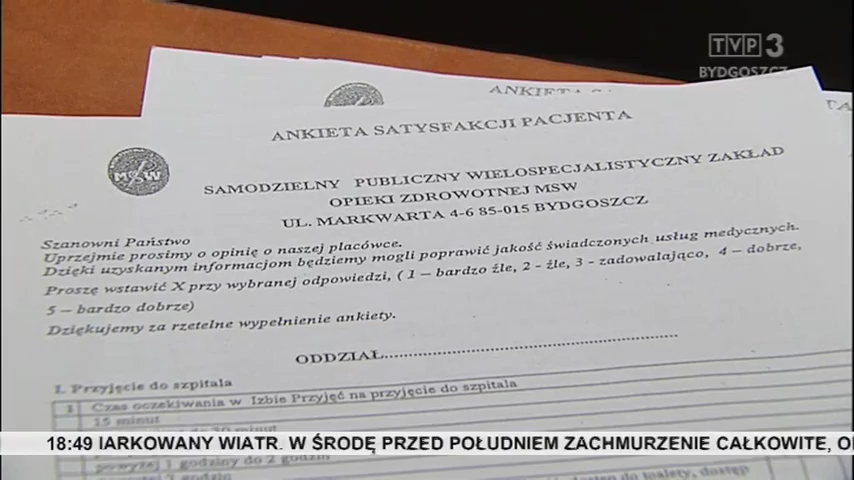 TVP 3
BYDGOSZCZ
ANKIETA
ANKIETA SATYSFAKCJI PACJENTA
MSW
SAMODZIELNY PUBLICZNY WIELOSPECJALISTYCZNY ZAKŁAD
OPIEKI ZDROWOTNEJ MSW
UL. MARKWARTA 4-6 85-015 BYDGOSZCZ
Szanowni Państwo
Uprzejmie prosimy o opinię o naszej placówce.
Dzięki uzyskanym informacjom będziemy mogli poprawić jakość świadczonych usług medycznych.
Proszę wstawić X przy wybranej odpowiedzi, ( 1 – bardzo źle, 2 - źle, 3 - zadowalająco, 4 – dobrze,
5 – bardzo dobrze)
Dziękujemy za rzetelne wypełnienie ankiety.
ODDZIAŁ........................................................
I. Przyjęcie do szpitala
1 Czas oczekiwania w Izbie Przyjęć na przyjęcie do szpitala
15 minut
18:49 IARKOWANY WIATR. W ŚRODĘ PRZED POŁUDNIEM ZACHMURZENIE CAŁKOWITE, O
powyżej 1 godziny do 2 godzin